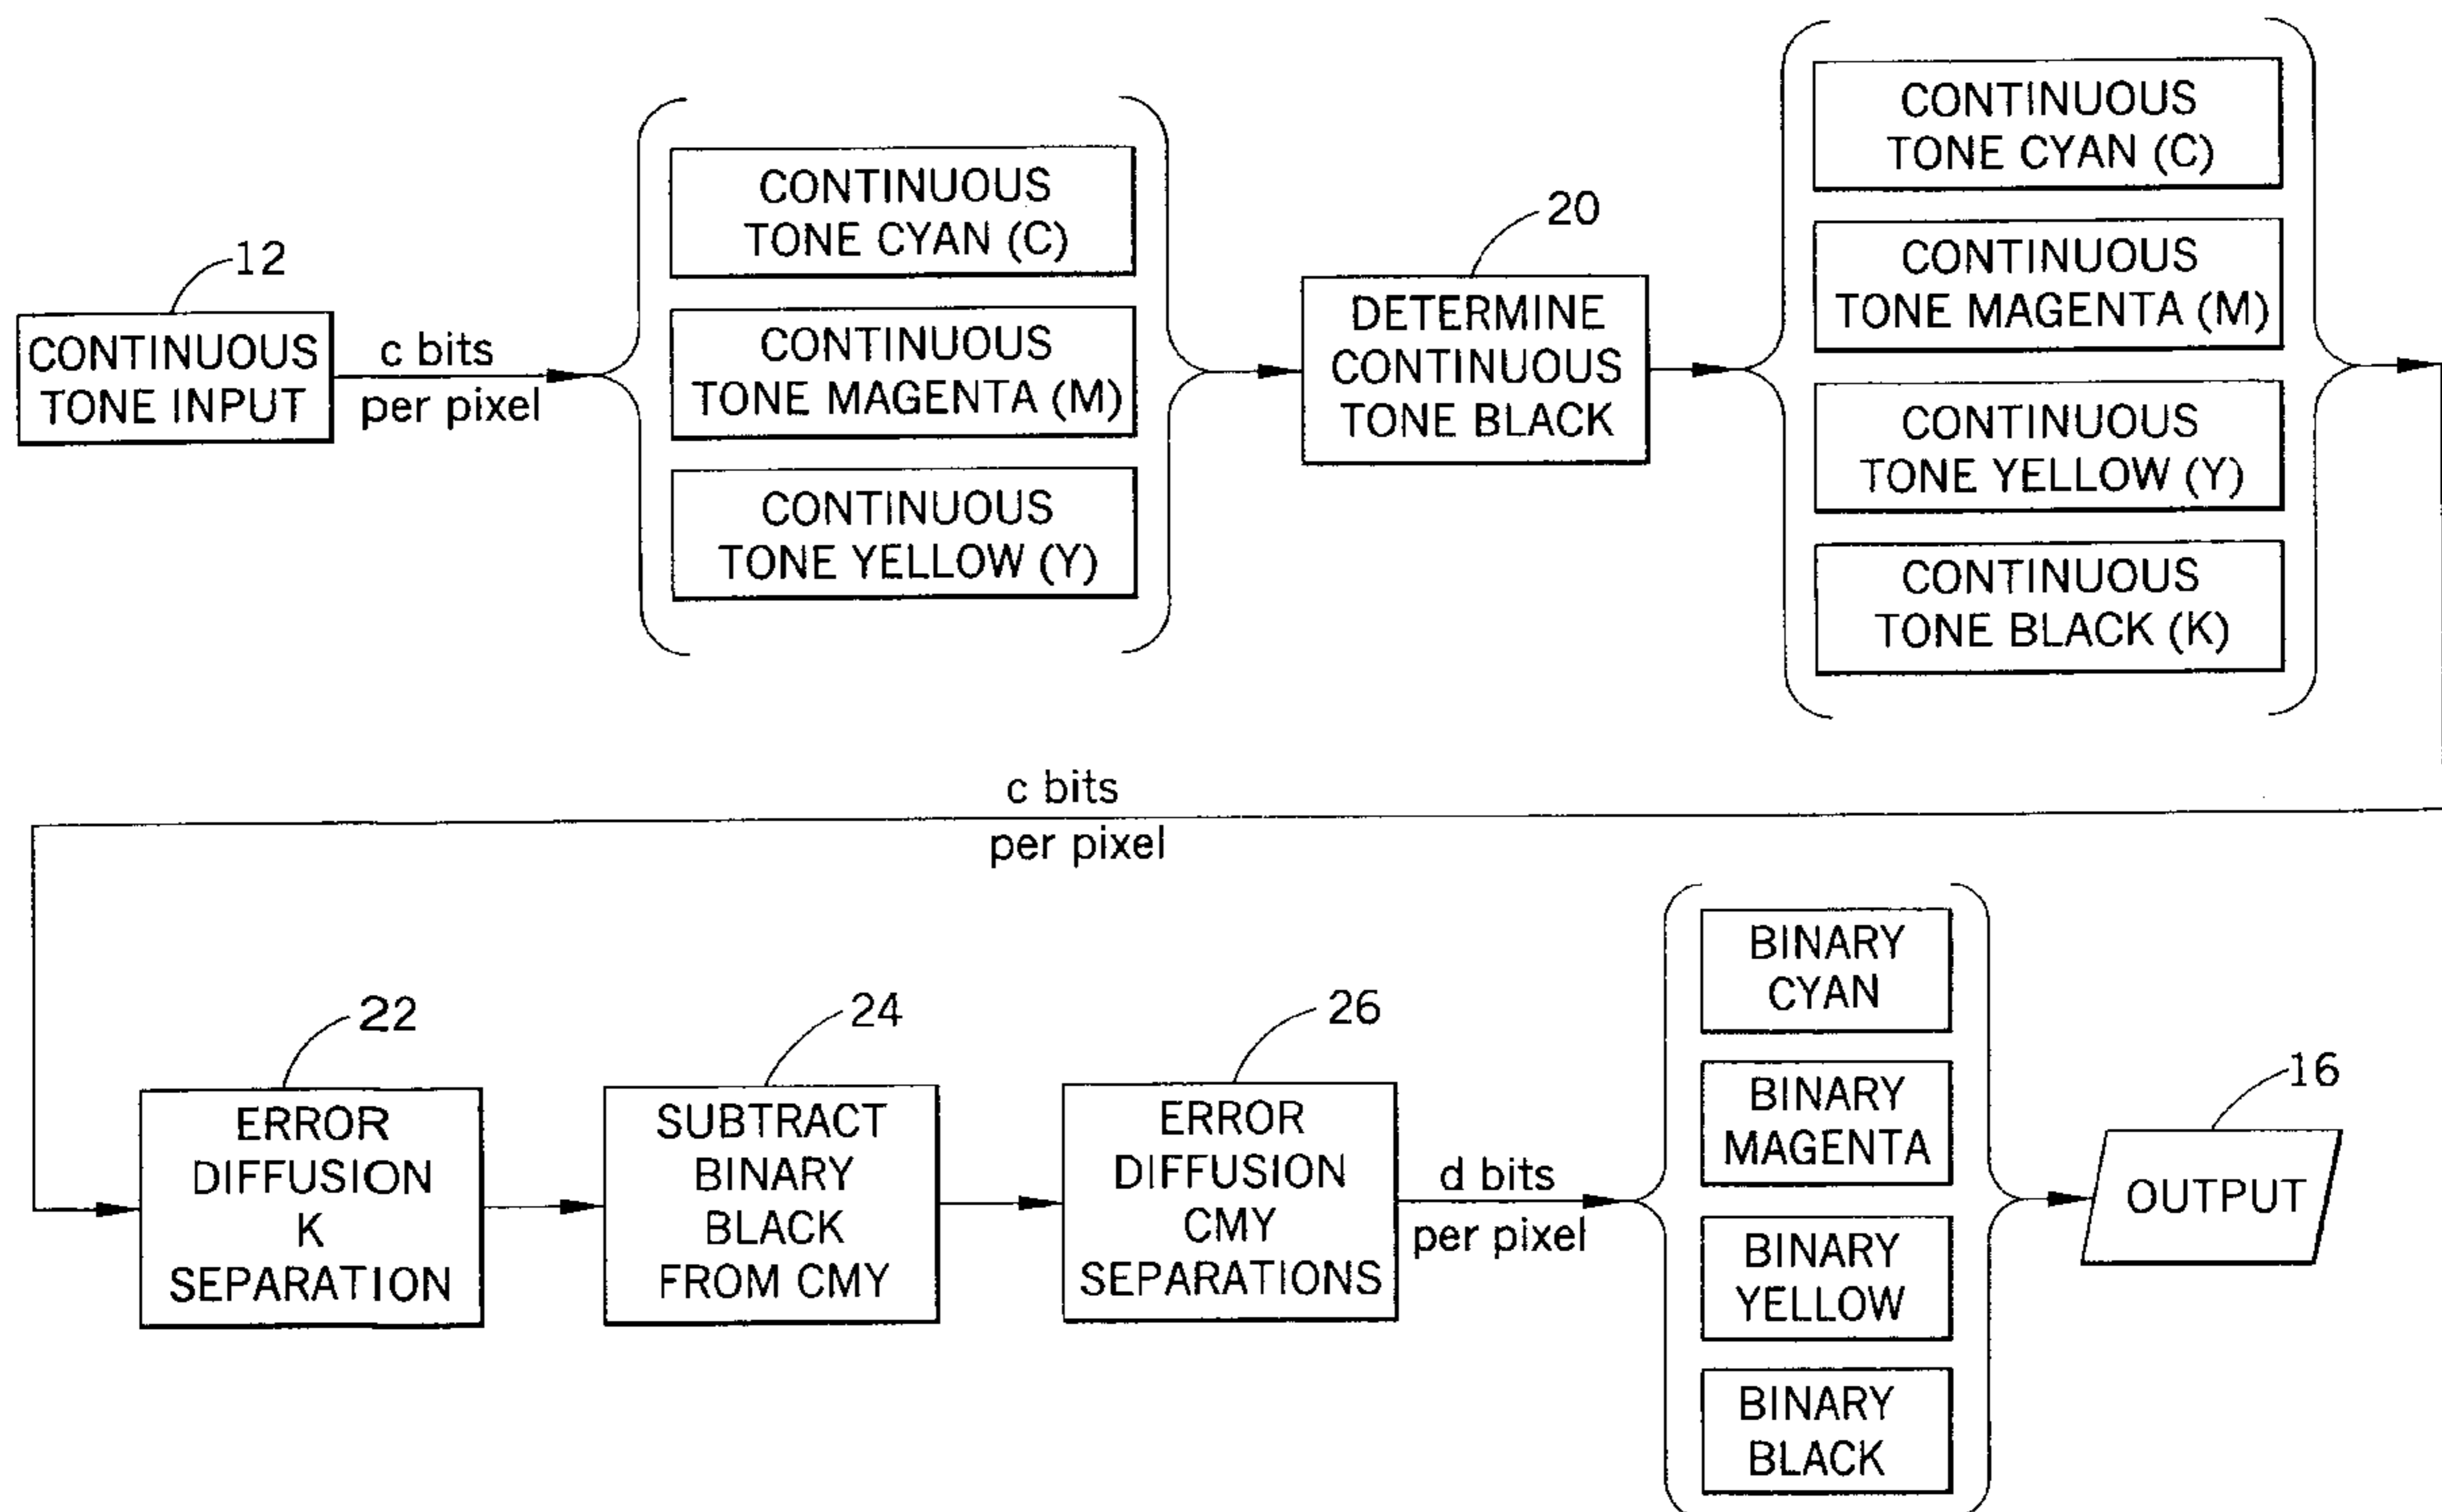 12
CONTINUOUS
TONE INPUT
c bits
per pixel
CONTINUOUS
TONE CYAN (C)
CONTINUOUS
TONE MAGENTA (M)
CONTINUOUS
TONE YELLOW (Y)
20
DETERMINE
CONTINUOUS
TONE BLACK
CONTINUOUS
TONE CYAN (C)
CONTINUOUS
TONE MAGENTA (M)
CONTINUOUS
TONE YELLOW (Y)
CONTINUOUS
TONE BLACK (K)
c bits
per pixel
22
ERROR
DIFFUSION
K
SEPARATION
24
SUBTRACT
BINARY
BLACK
FROM CMY
26
ERROR
DIFFUSION
CMY
SEPARATIONS
d bits
per pixel
BINARY
CYAN
BINARY
MAGENTA
BINARY
YELLOW
BINARY
BLACK
16
OUTPUT